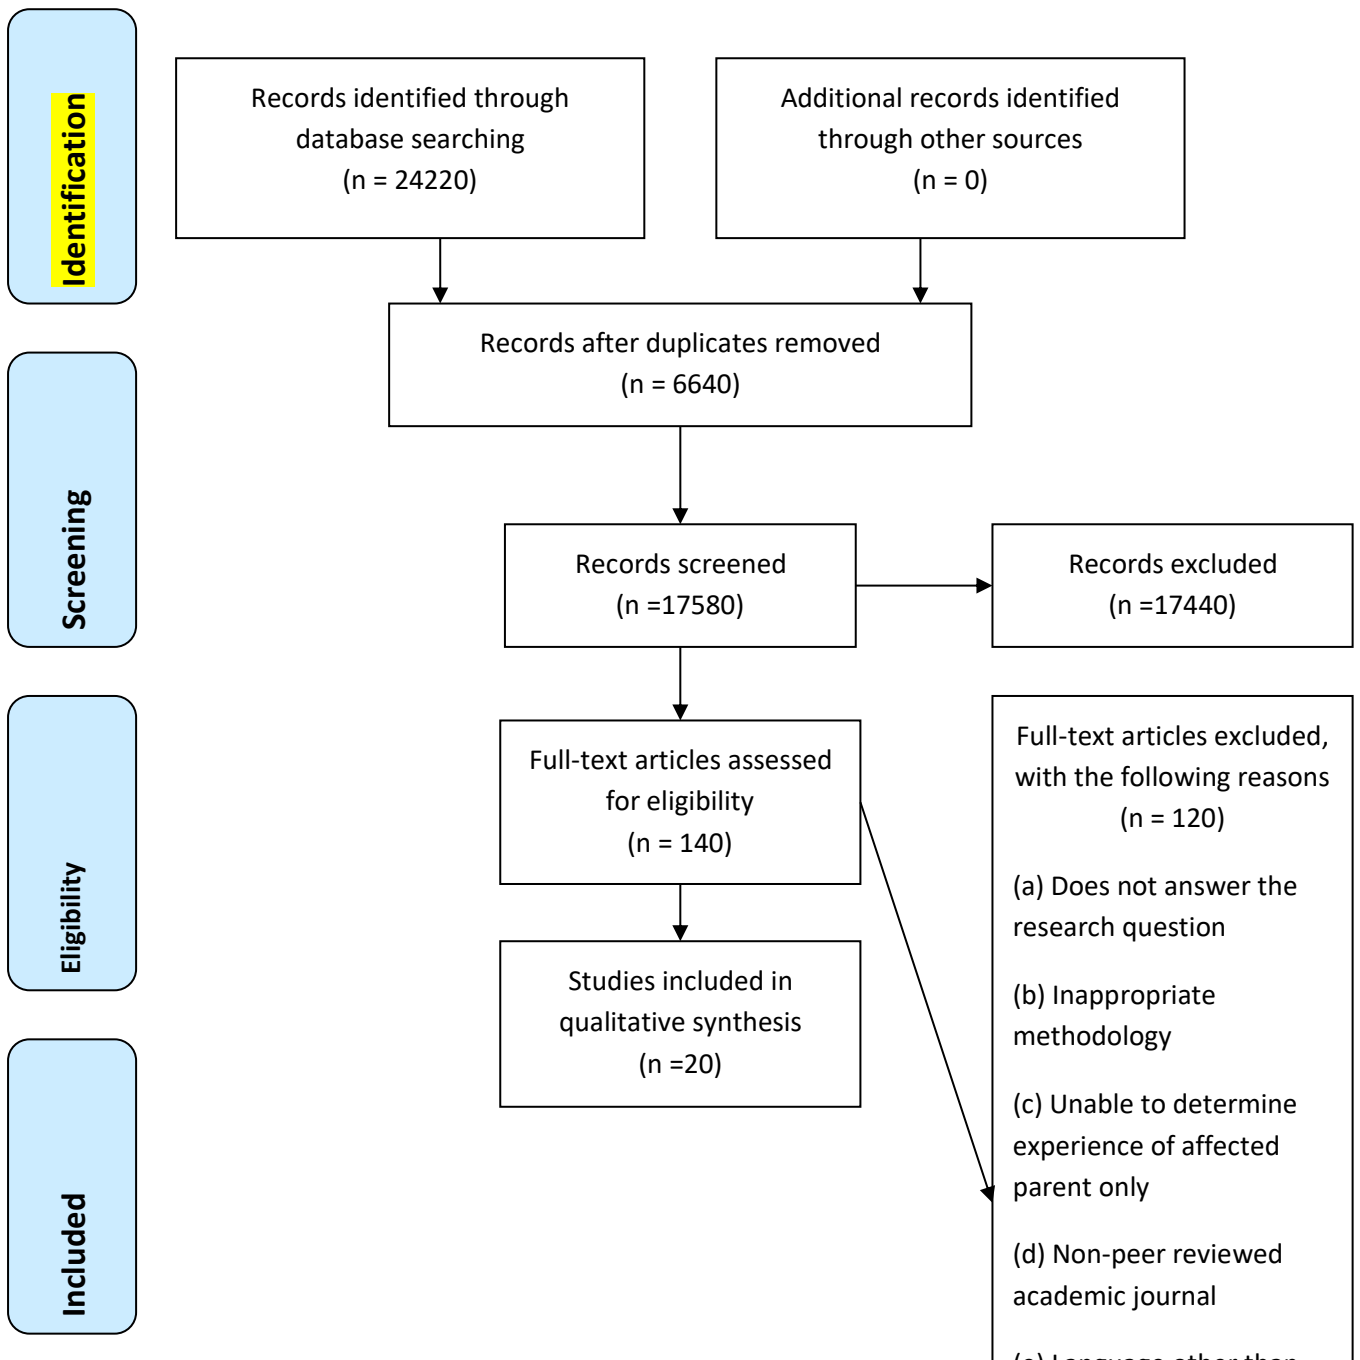 Identification
Records identified through
database searching
(n = 24220)
Additional records identified
through other sources
(n = 0)
Records after duplicates removed
(n = 6640)
Screening
Records screened
(n =17580)
Records excluded
(n =17440)
Eligibility
Full-text articles assessed
for eligibility
(n = 140)
Full-text articles excluded,
with the following reasons
(n = 120)
(a) Does not answer the
research question
(b) Inappropriate
methodology
(c) Unable to determine
experience of affected
parent only
(d) Non-peer reviewed
academic journal
(e) Language other than
Studies included in
qualitative synthesis
(n =20)
Included